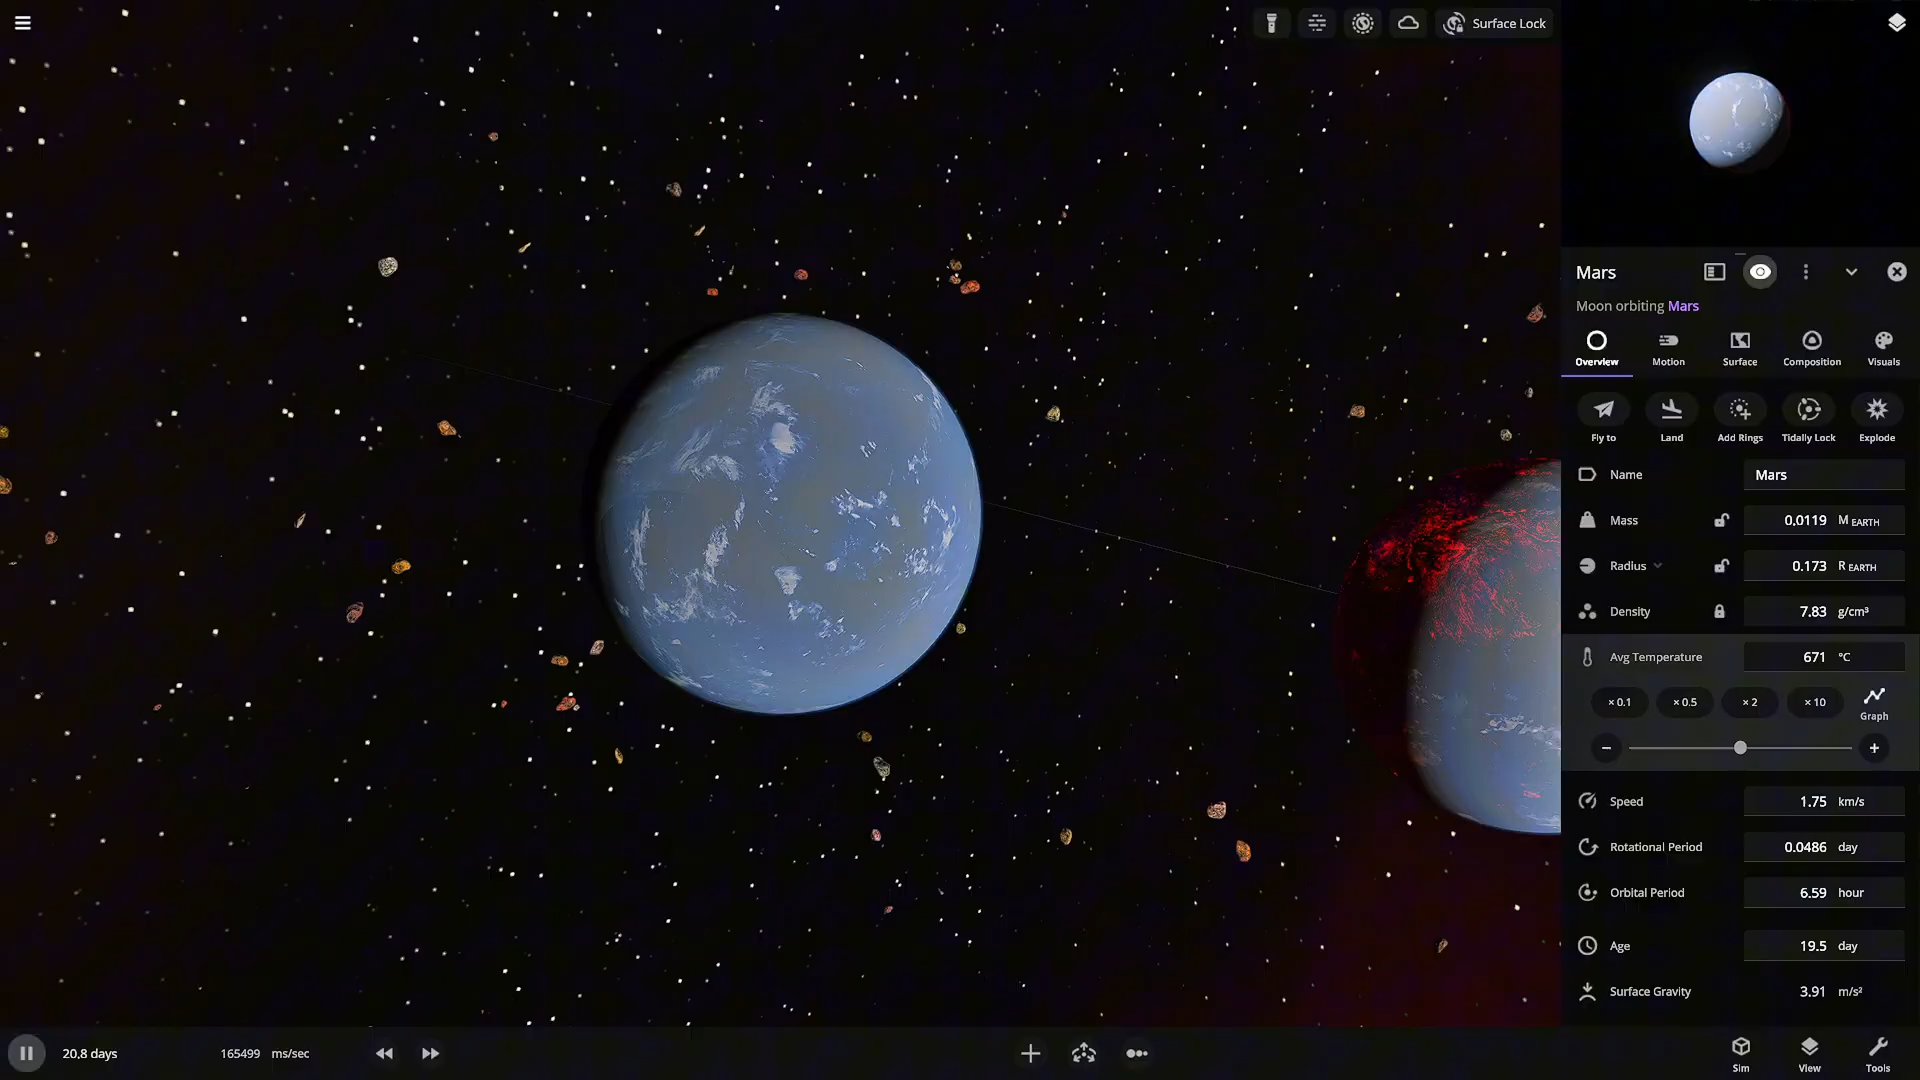 Surface Lock
Mars
Moon orbiting Mars
Overview Motion Surface Composition Visuals
Fly to Land Add Rings Tidally Lock Explode
Name Mars
Mass 0.0119 M EARTH
Radius 0.173 R EARTH
Density 7.83 g/cm³
Avg Temperature 671 °C
× 0.1 × 0.5 × 2 × 10 Graph
Speed 1.75 km/s
Rotational Period 0.0486 day
Orbital Period 6.59 hour
Age 19.5 day
Surface Gravity 3.91 m/s²
20.8 days 165499 ms/sec
Sim View Tools